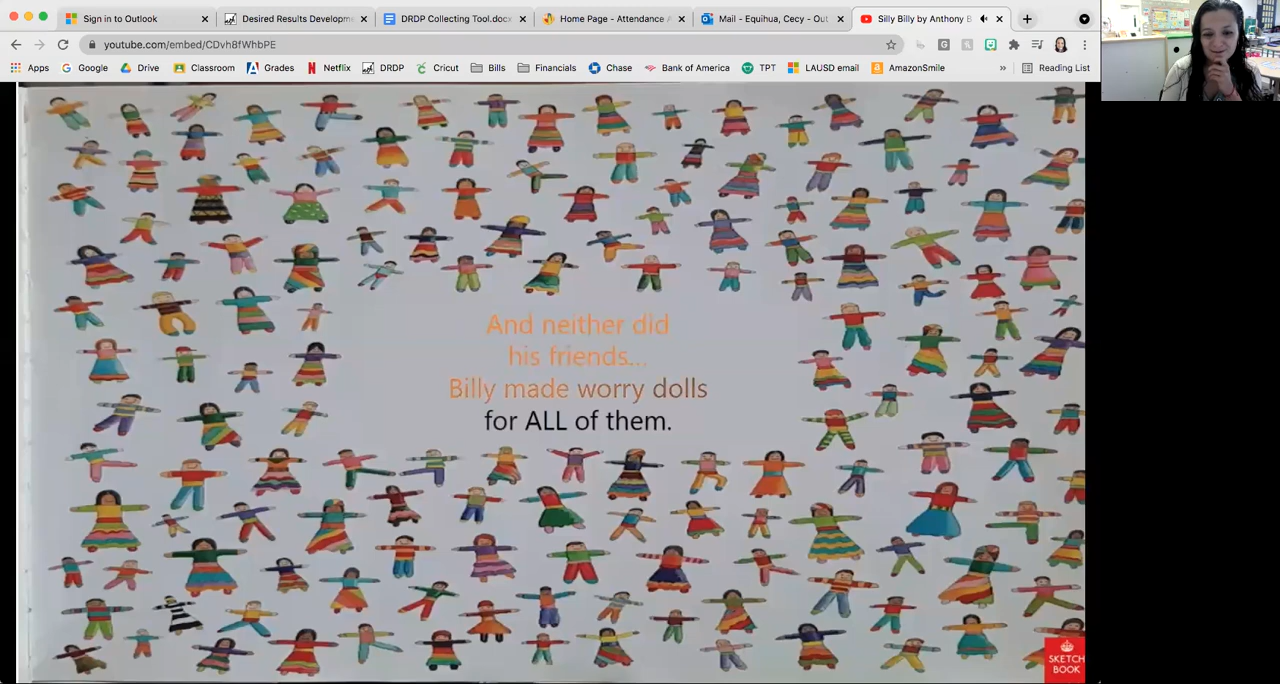 Sign in to Outlook
Desired Results Developm
DRDP Collecting Tool.docx
Home Page - Attendance A
Mail - Equihua, Cecy - Out
Silly Billy by Anthony B
youtube.com/embed/CDvh8fWhbPE
Apps
Google
Drive
Classroom
Grades
Netflix
DRDP
Cricut
Bills
Financials
Chase
Bank of America
TPT
LAUSD email
AmazonSmile
»
Reading List
And neither did
his friends...
Billy made worry dolls
for ALL of them.
SKETCH
BOOK